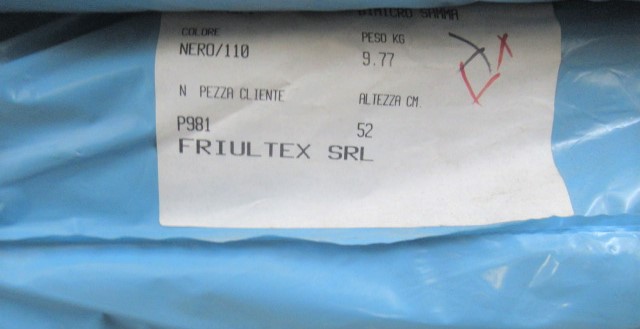 COLORE PESO KG
NERO/110 9.77
N PEZZA CLIENTE ALTEZZA CM.
P981 52
FRIULTEX SRL